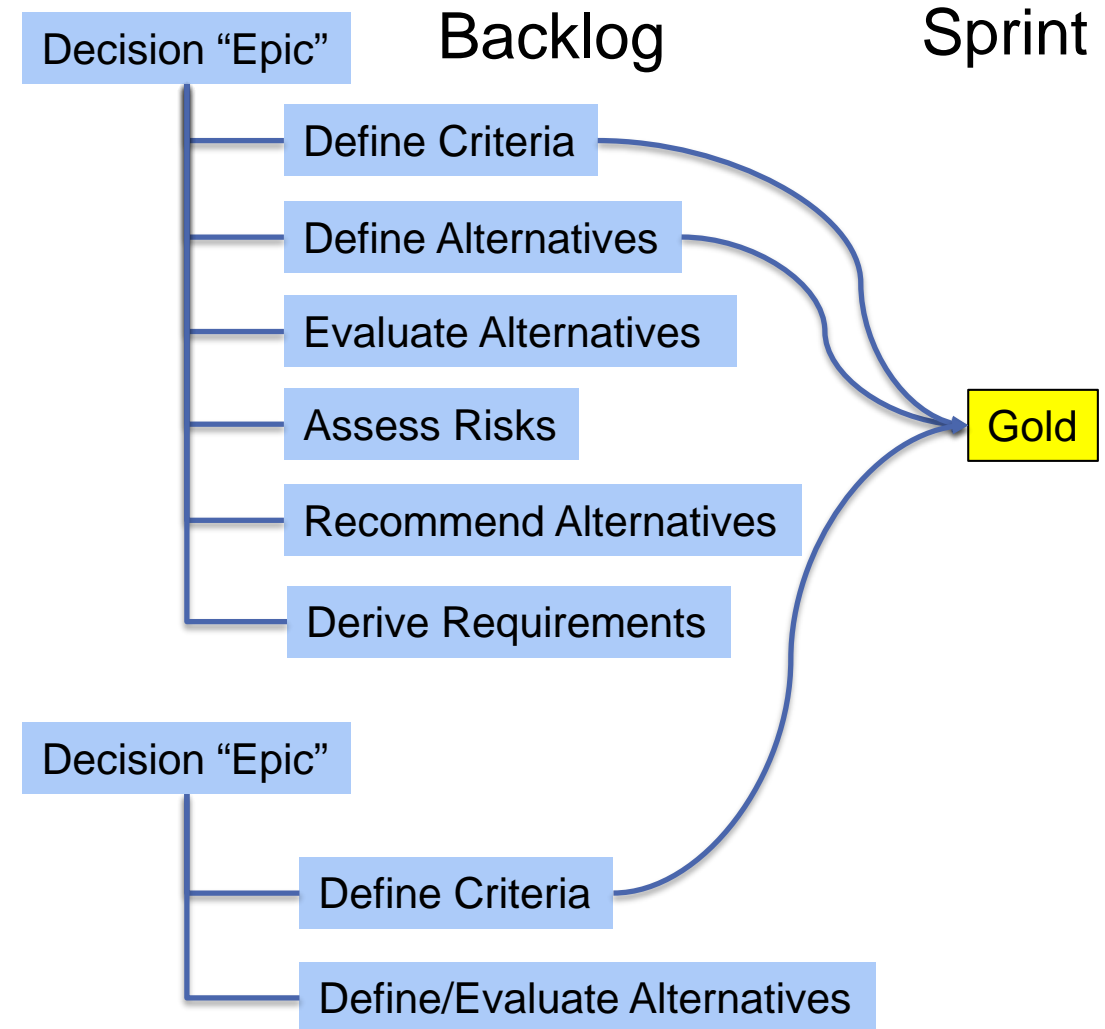 Decision “Epic”
Backlog
Sprint
Define Criteria
Define Alternatives
Evaluate Alternatives
Assess Risks
Gold
Recommend Alternatives
Derive Requirements
Decision “Epic”
Define Criteria
Define/Evaluate Alternatives